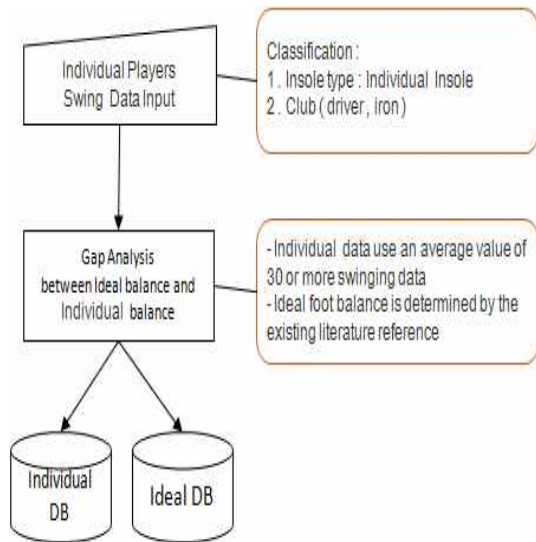 Individual Players
Swing Data Input
Classification :
1. Insole type : Individual Insole
2. Club ( driver, iron )
Gap Analysis
between Ideal balance and
Individual balance
- Individual data use an average value of
30 or more swinging data
- Ideal foot balance is determined by the
existing literature reference
Individual
DB
Ideal DB